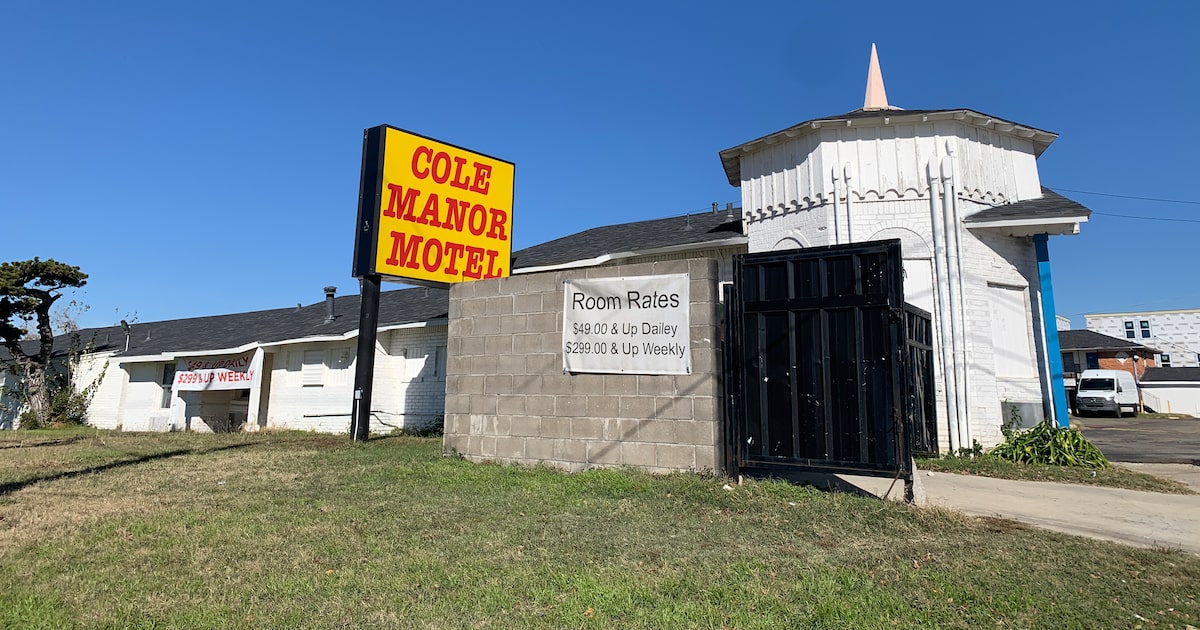 COLE
MANOR
MOTEL
Room Rates
$49.00 & Up Dailey
$299.00 & Up Weekly
$299 & UP WEEKLY